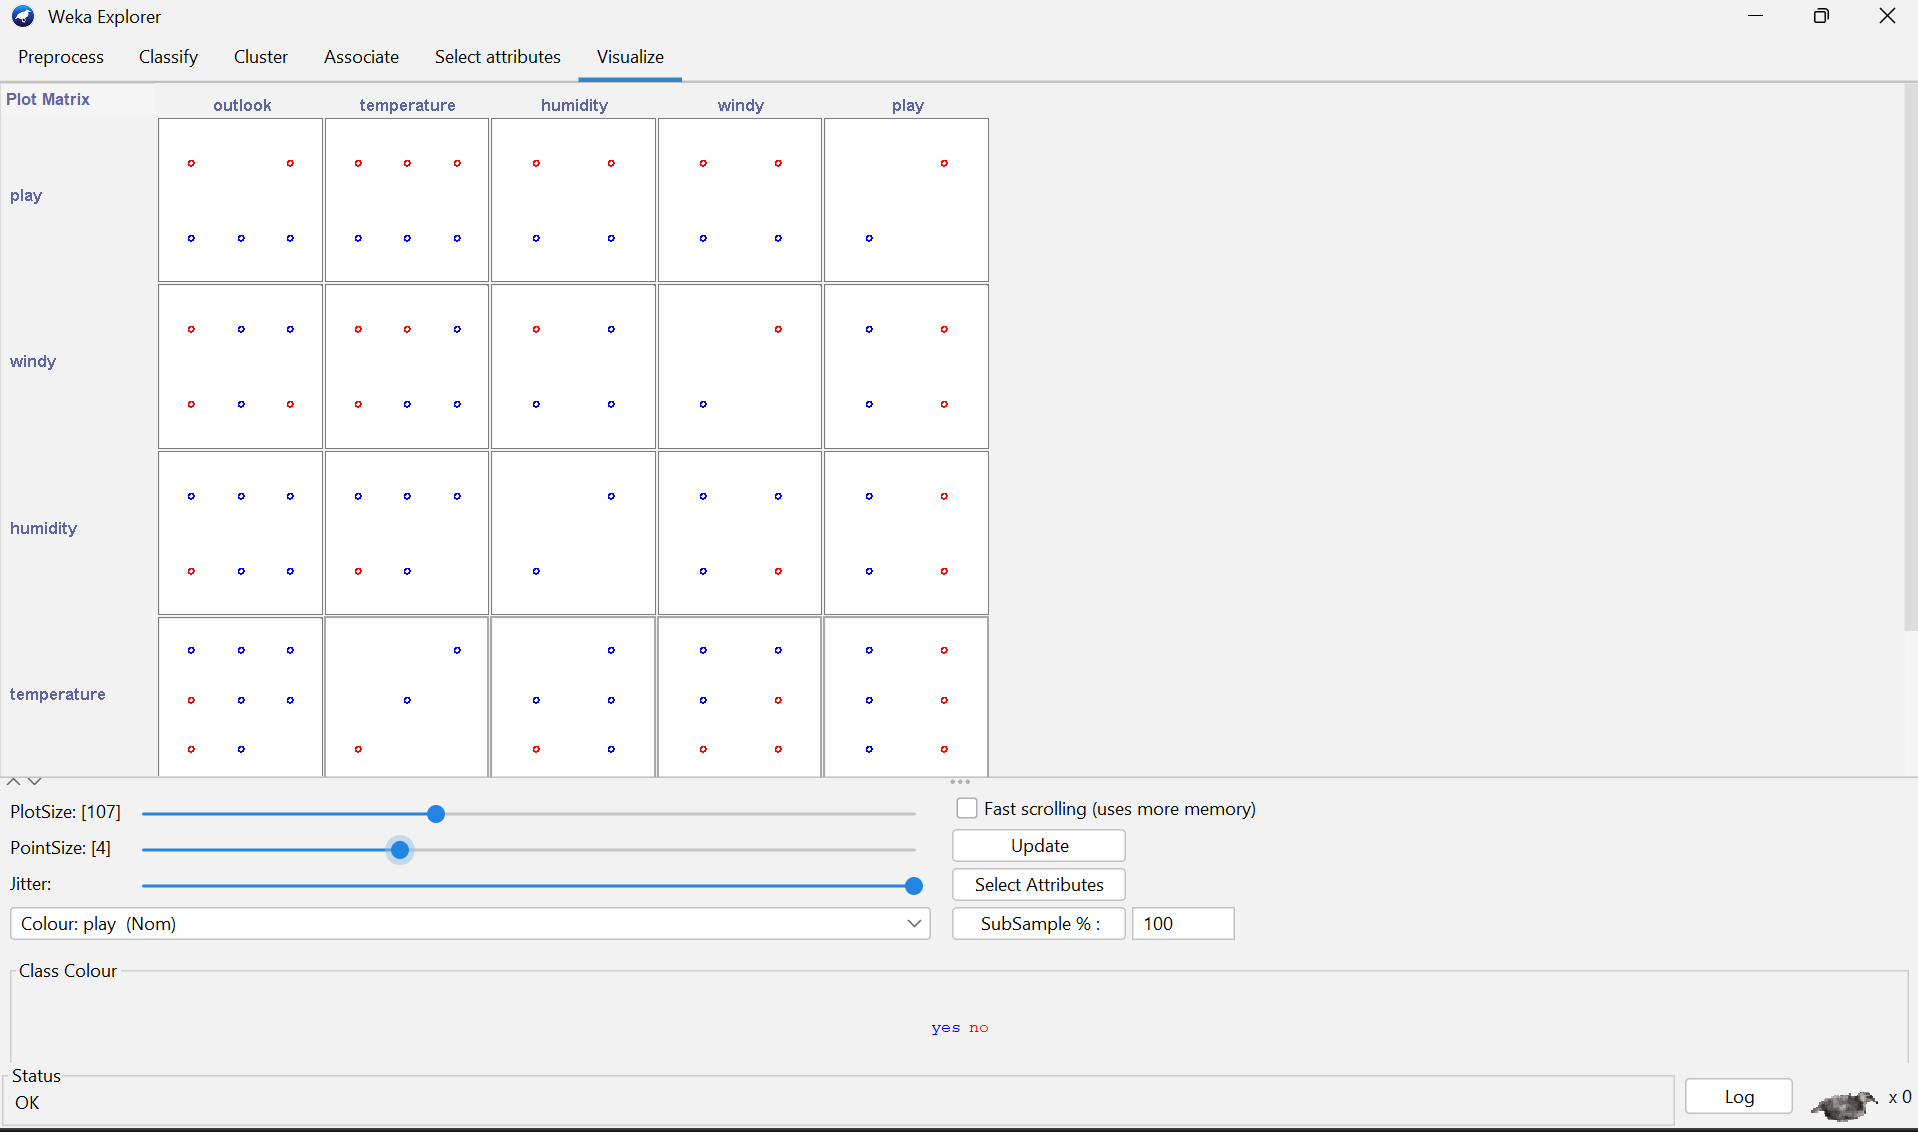 Weka Explorer
Preprocess Classify Cluster Associate Select attributes Visualize
Plot Matrix
outlook temperature humidity windy play
play
windy
humidity
temperature
PlotSize: [107]
Fast scrolling (uses more memory)
PointSize: [4]
Update
Jitter:
Select Attributes
Colour: play (Nom)
SubSample % : 100
Class Colour
yes no
Status
OK
Log
x 0